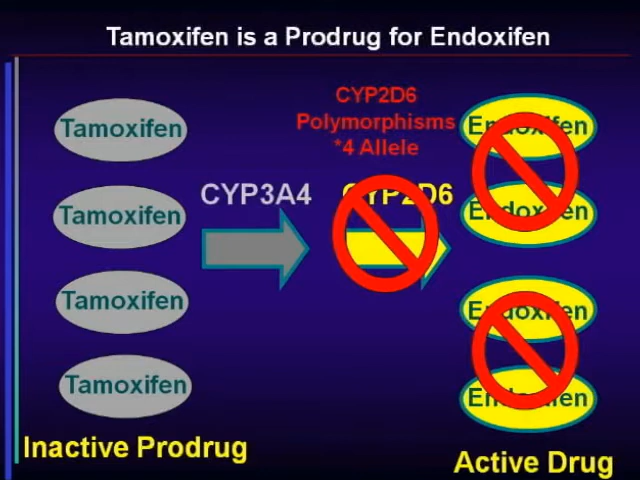 Tamoxifen is a Prodrug for Endoxifen
CYP2D6
Polymorphisms
*4 Allele
Tamoxifen
Tamoxifen
Tamoxifen
Tamoxifen
CYP3A4
CYP2D6
Endoxifen
Endoxifen
Endoxifen
Endoxifen
Inactive Prodrug
Active Drug